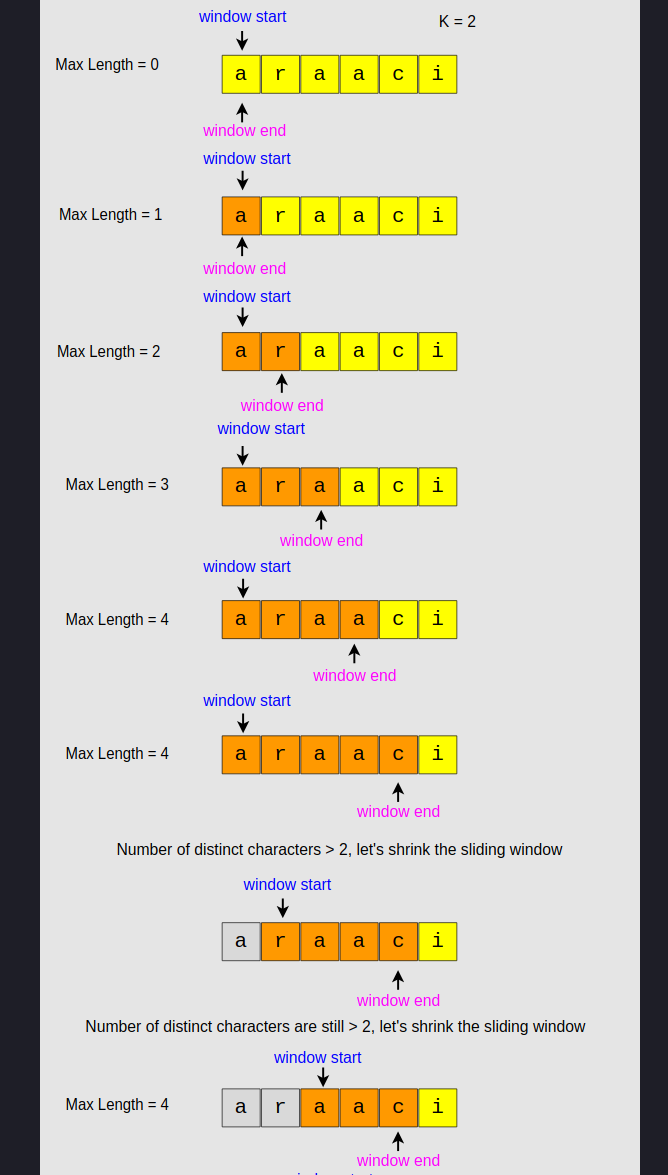 window start
K = 2
Max Length = 0
a r a a c i
window end
window start
Max Length = 1
a r a a c i
window end
window start
Max Length = 2
a r a a c i
window end
window start
Max Length = 3
a r a a c i
window end
window start
Max Length = 4
a r a a c i
window end
window start
Max Length = 4
a r a a c i
window end
Number of distinct characters > 2, let's shrink the sliding window
window start
a r a a c i
window end
Number of distinct characters are still > 2, let's shrink the sliding window
window start
Max Length = 4
a r a a c i
window end